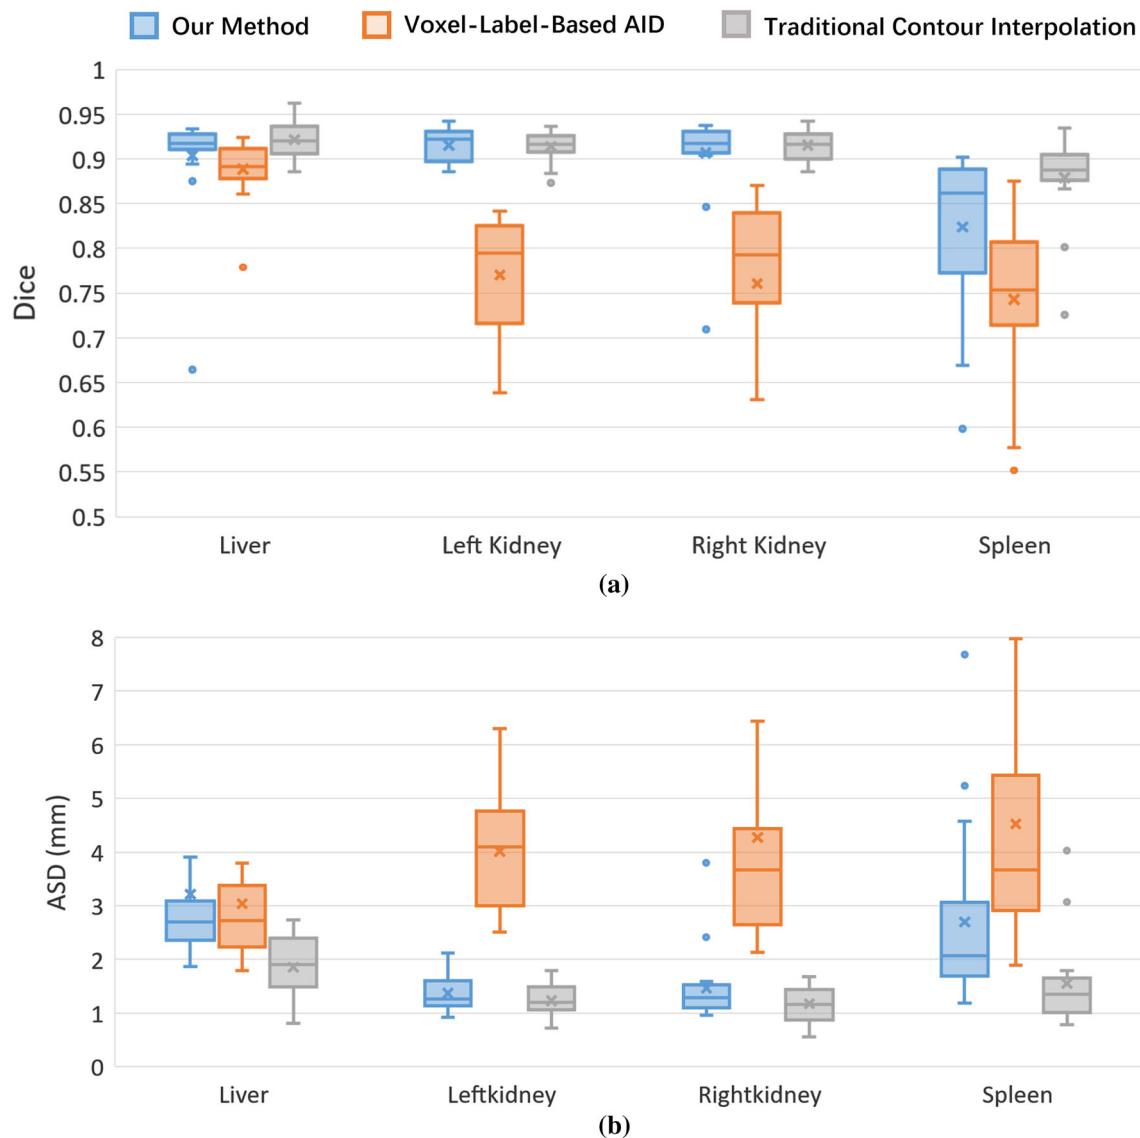 Our Method Voxel-Label-Based AID Traditional Contour Interpolation
1
0.95
0.9
0.85
0.8
0.75
0.7
0.65
0.6
0.55
0.5
Dice
Liver Left Kidney Right Kidney Spleen
(a)
8
7
6
5
4
3
2
1
0
ASD (mm)
Liver Leftkidney Rightkidney Spleen
(b)